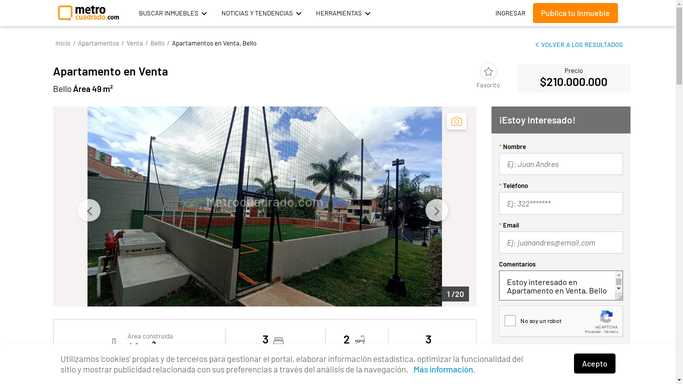 metro
cuadrado.com
BUSCAR INMUEBLES
NOTICIAS Y TENDENCIAS
HERRAMIENTAS
INGRESAR
Publica tu Inmueble
Inicio / Apartamentos / Venta / Bello / Apartamentos en Venta, Bello
VOLVER A LOS RESULTADOS
Apartamento en Venta
Bello Área 49 m²
Favorito
Precio
$210.000.000
Metrocuadrado.com
1 / 20
¡Estoy Interesado!
* Nombre
Ej: Juan Andres
* Teléfono
Ej: 322*******
* Email
Ej: juanandres@email.com
Comentarios
Estoy interesado en
Apartamento en Venta, Bello
No soy un robot
reCAPTCHA
Privacidad - Términos
Área construida
3
2
3
Utilizamos 'cookies' propias y de terceros para gestionar el portal, elaborar información estadística, optimizar la funcionalidad del
sitio y mostrar publicidad relacionada con sus preferencias a través del análisis de la navegación. Más información.
Acepto